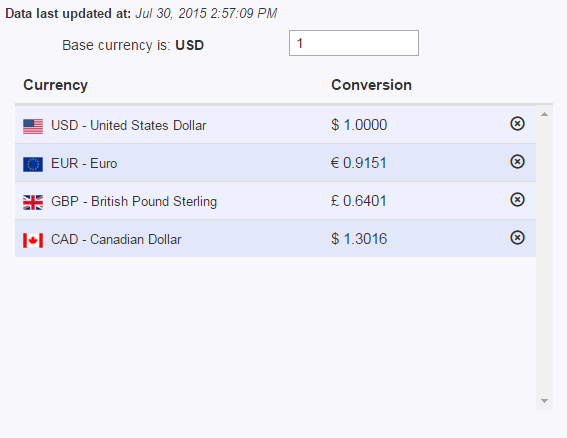 Data last updated at: Jul 30, 2015 2:57:09 PM
Base currency is: USD 1
Currency Conversion
USD - United States Dollar $ 1.0000
EUR - Euro € 0.9151
GBP - British Pound Sterling £ 0.6401
CAD - Canadian Dollar $ 1.3016